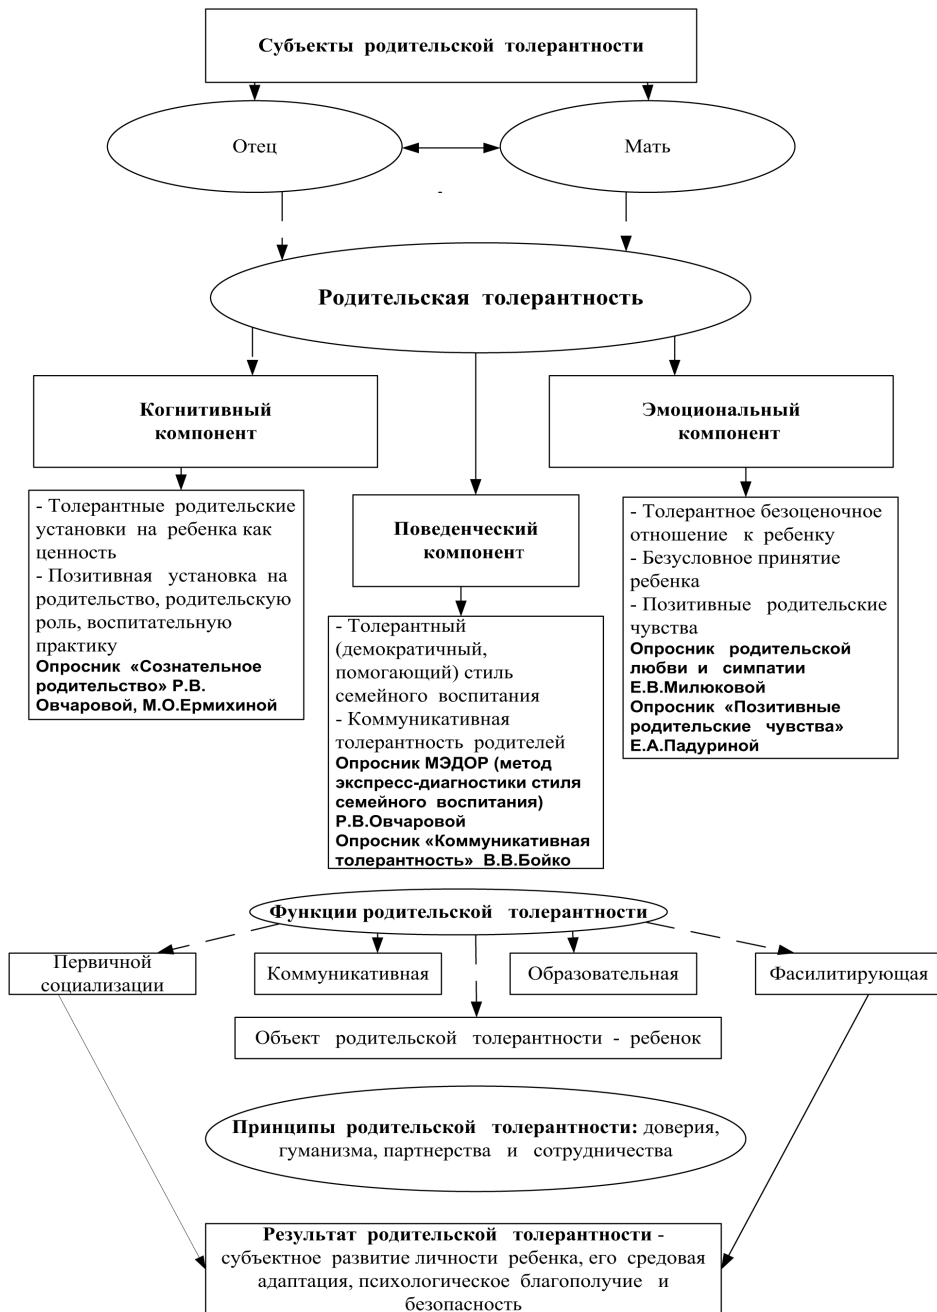 Субъекты родительской толерантности
Отец
Мать
-
Родительская толерантность
Когнитивный
компонент
- Толерантные родительские
установки на ребенка как
ценность
- Позитивная установка на
родительство, родительскую
роль, воспитательную
практику
Опросник «Сознательное
родительство» Р.В.
Овчаровой, М.О.Ермихиной
Поведенческий
компонент
- Толерантный
(демократичный,
помогающий) стиль
семейного воспитания
- Коммуникативная
толерантность родителей
Опросник МЭДОР (метод
экспресс-диагностики стиля
семейного воспитания)
Р.В.Овчаровой
Опросник «Коммуникативная
толерантность» В.В.Бойко
Эмоциональный
компонент
- Толерантное безоценочное
отношение к ребенку
- Безусловное принятие
ребенка
- Позитивные родительские
чувства
Опросник родительской
любви и симпатии
Е.В.Милюковой
Опросник «Позитивные
родительские чувства»
Е.А.Падуриной
Функции родительской толерантности
Первичной
социализации
Коммуникативная
Образовательная
Фасилитирующая
Объект родительской толерантности - ребенок
Принципы родительской толерантности: доверия,
гуманизма, партнерства и сотрудничества
Результат родительской толерантности -
субъектное развитие личности ребенка, его средовая
адаптация, психологическое благополучие и
безопасность